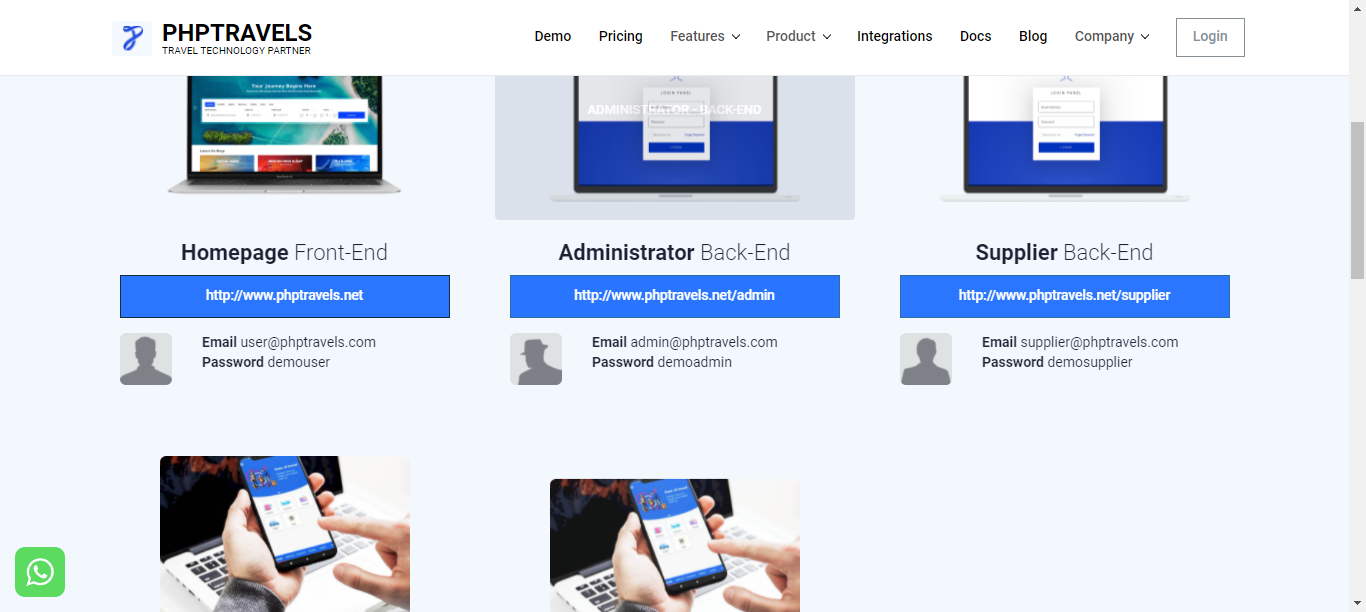 PHPTRAVELS
TRAVEL TECHNOLOGY PARTNER
Demo Pricing Features Product Integrations Docs Blog Company Login
Your Journey Begins Here
ADMINISTRATOR - BACK-END
LOGIN PANEL
LOGIN PANEL
Homepage Front-End
Administrator Back-End
Supplier Back-End
http://www.phptravels.net
http://www.phptravels.net/admin
http://www.phptravels.net/supplier
Email user@phptravels.com
Password demouser
Email admin@phptravels.com
Password demoadmin
Email supplier@phptravels.com
Password demosupplier